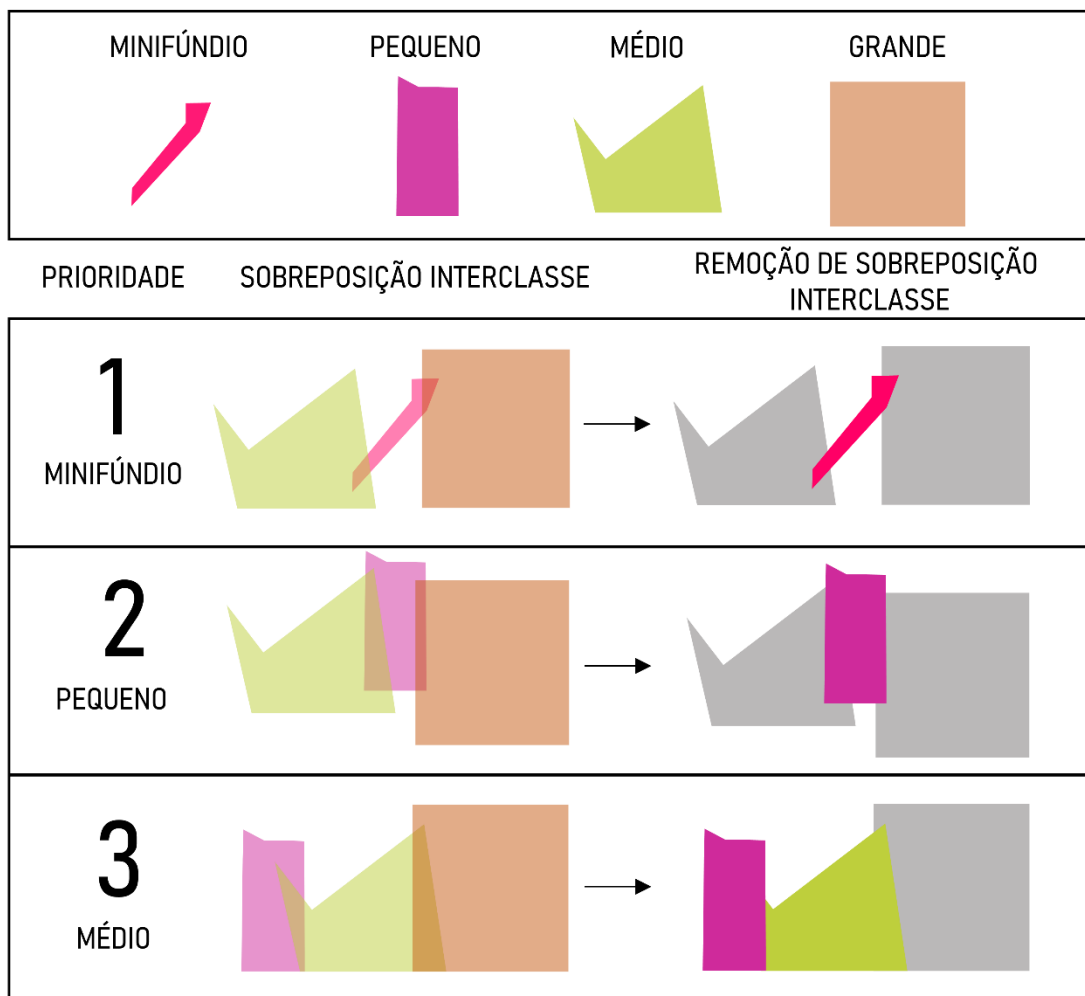 MINIFÚNDIO
PEQUENO
MÉDIO
GRANDE
PRIORIDADE
SOBREPOSIÇÃO INTERCLASSE
REMOÇÃO DE SOBREPOSIÇÃO
INTERCLASSE
1
MINIFÚNDIO
2
PEQUENO
3
MÉDIO